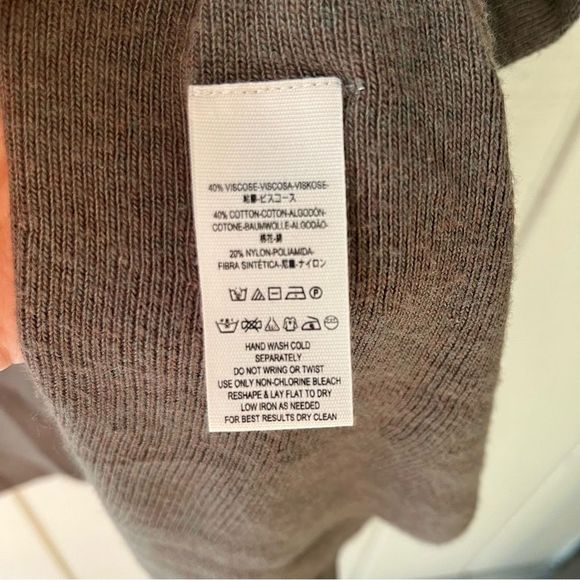 40% VISCOSE-VISCOSA-VISKOSE-
粘膠-ビスコース
40% COTTON-COTON-ALGODÓN-
COTONE-BAUMWOLLE-ALGODÃO-
棉花-綿
20% NYLON-POLIAMIDA-
FIBRA SINTÉTICA-尼龍-ナイロン
HAND WASH COLD
SEPARATELY
DO NOT WRING OR TWIST
USE ONLY NON-CHLORINE BLEACH
RESHAPE & LAY FLAT TO DRY
LOW IRON AS NEEDED
FOR BEST RESULTS DRY CLEAN